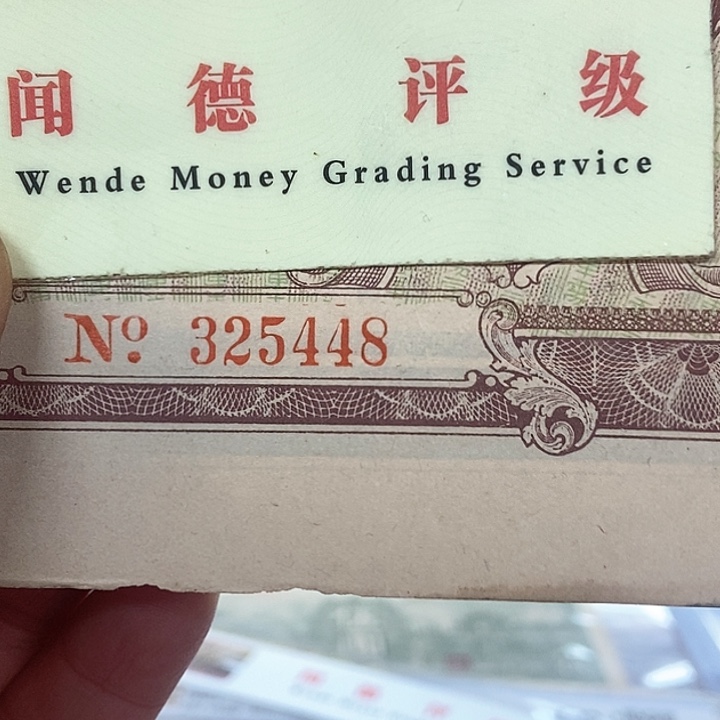 闻德评级
Wende Money Grading Service
Nº 325448